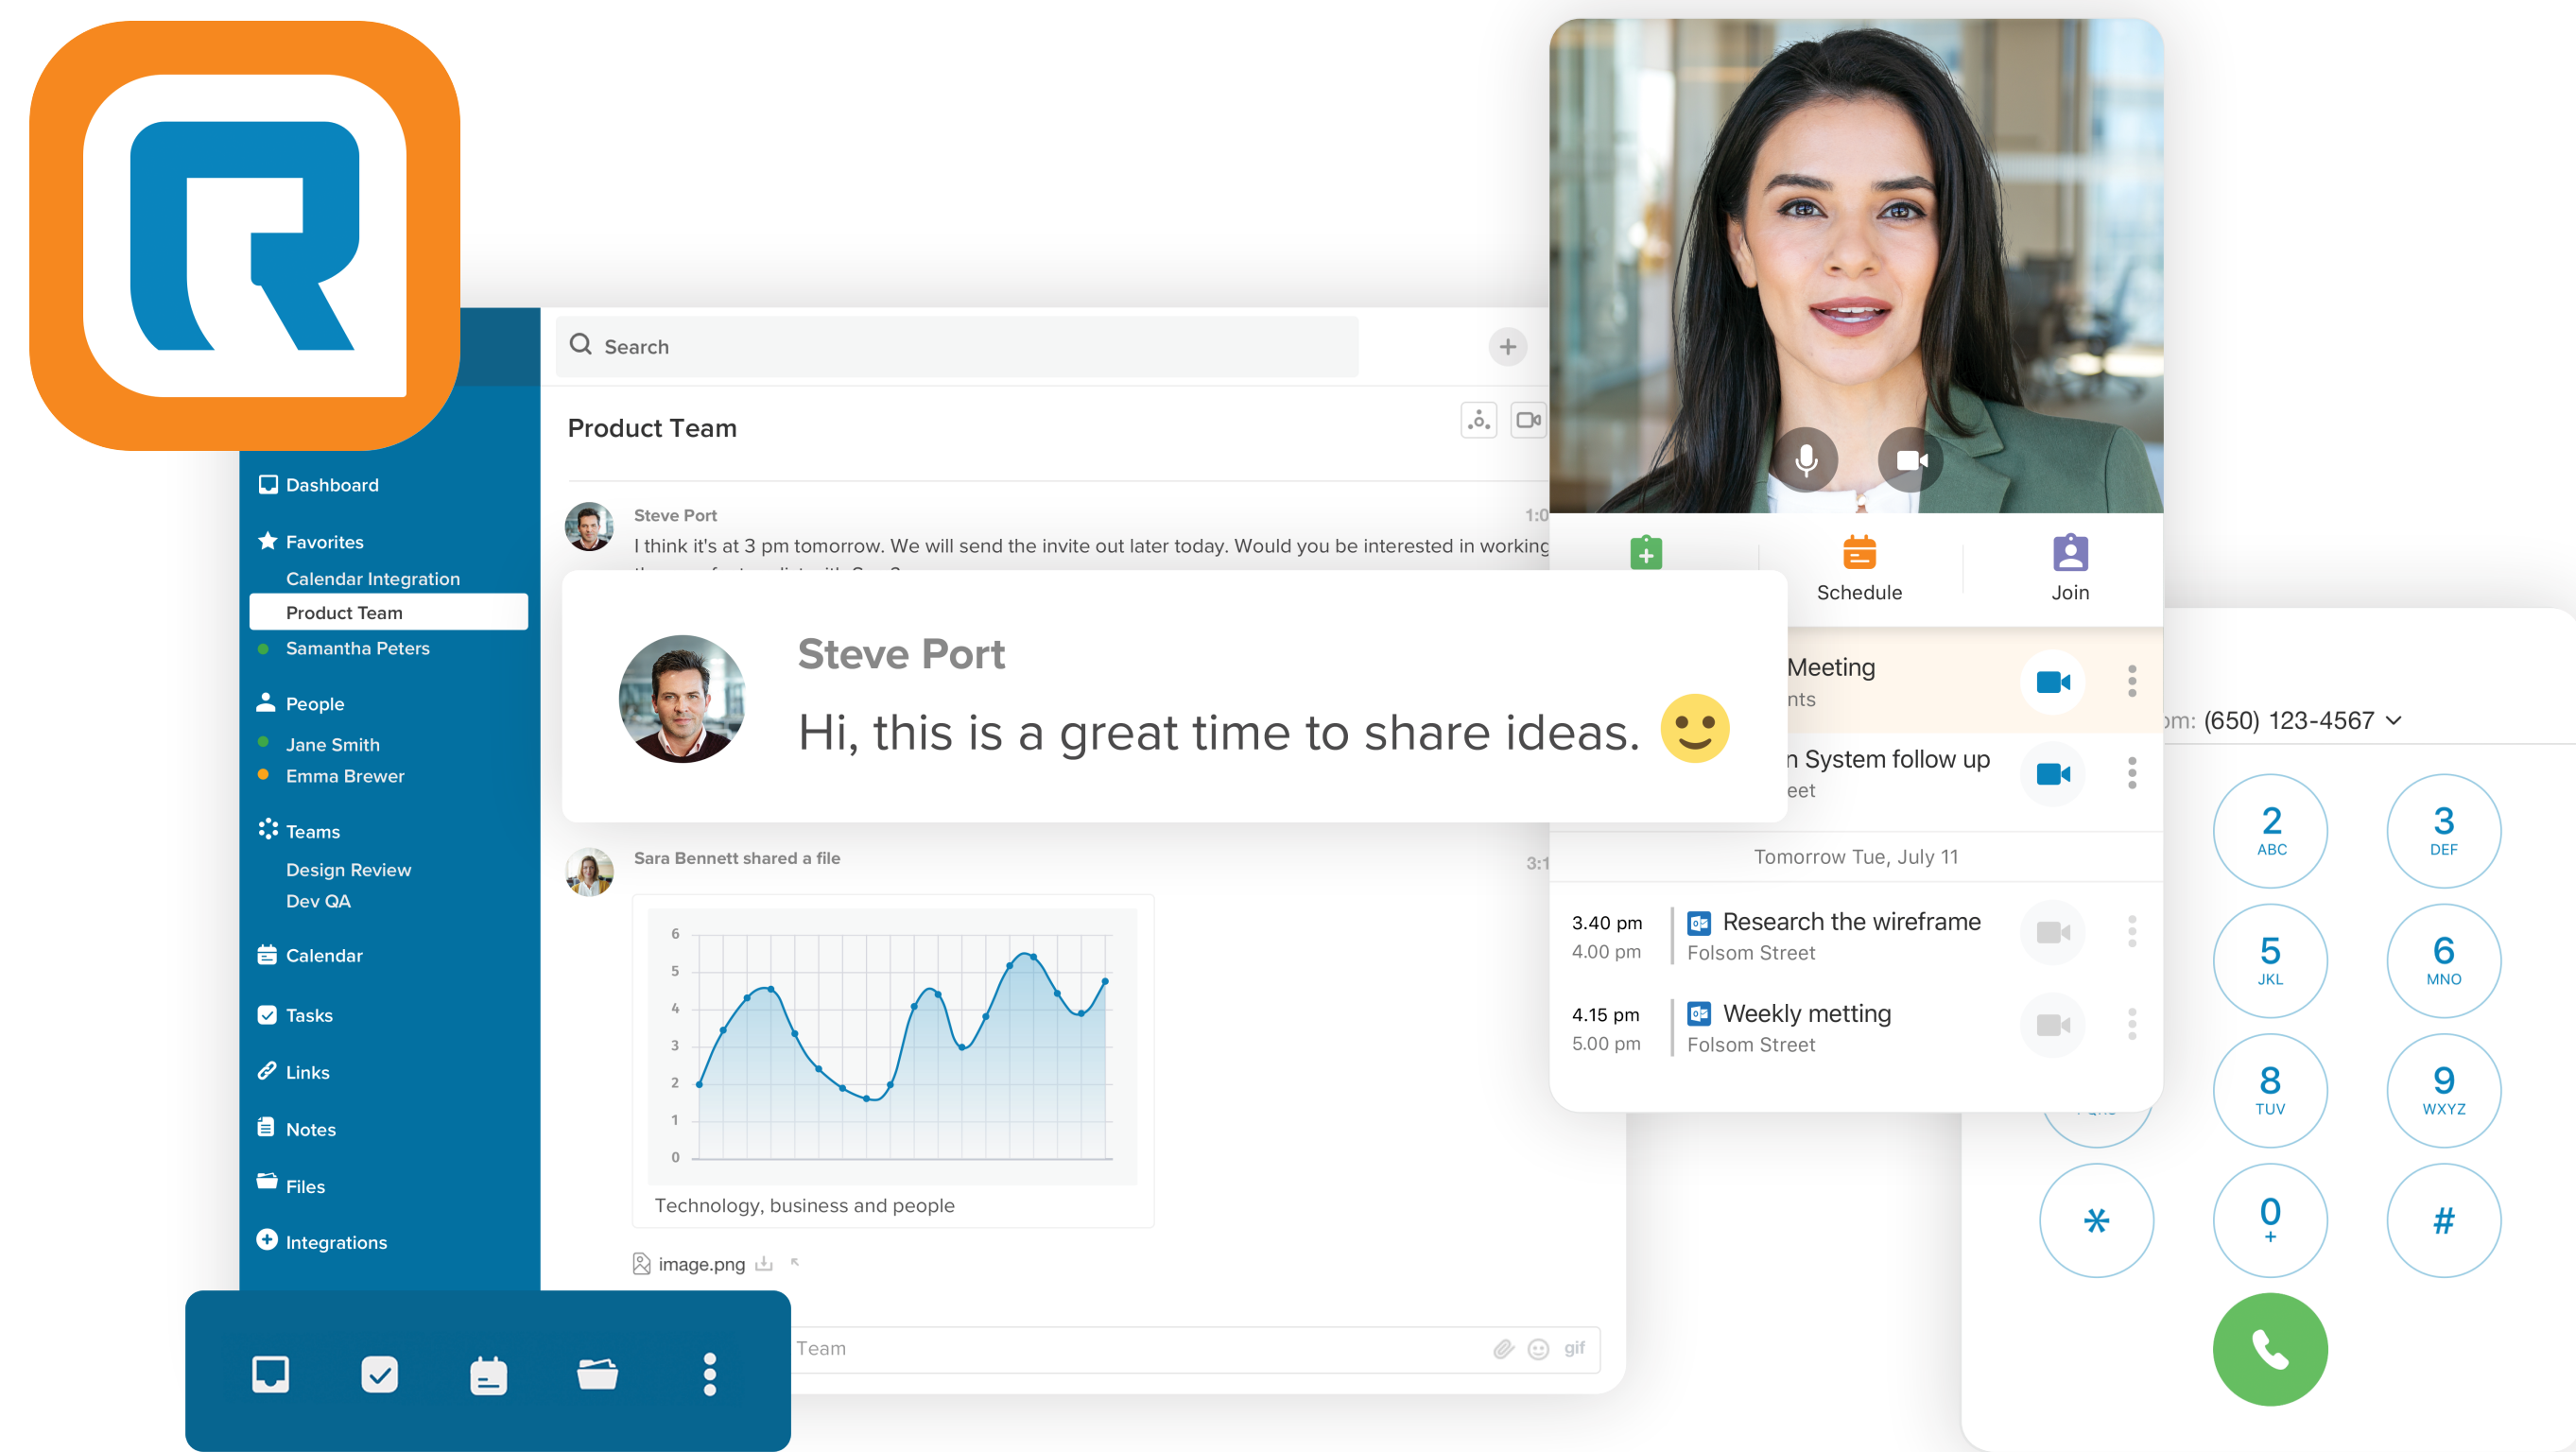 Search
Product Team
Dashboard
Favorites
Calendar Integration
Product Team
Samantha Peters
People
Jane Smith
Emma Brewer
Teams
Design Review
Dev QA
Calendar
Tasks
Links
Notes
Files
Integrations
Steve Port
I think it's at 3 pm tomorrow. We will send the invite out later today. Would you be interested in working
Steve Port
Hi, this is a great time to share ideas.
Sara Bennett shared a file
6
5
4
3
2
1
0
Technology, business and people
image.png
Team
gif
Schedule
Join
Meeting
System follow up
Tomorrow Tue, July 11
3.40 pm
Research the wireframe
4.00 pm
Folsom Street
4.15 pm
Weekly metting
5.00 pm
Folsom Street
(650) 123-4567
2
ABC
3
DEF
5
JKL
6
MNO
8
TUV
9
WXYZ
*
0
+
#